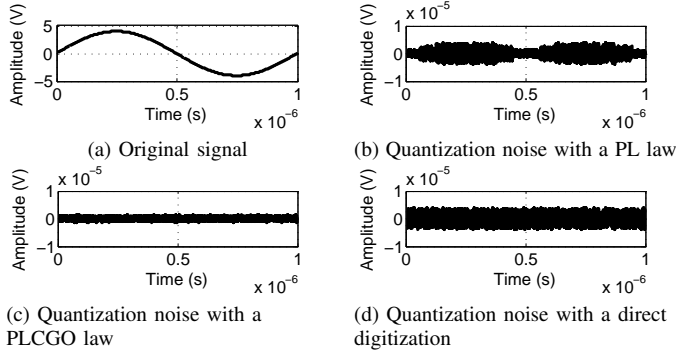 5
0
−5
Amplitude (V)
0
0.5
1
Time (s)
x 10⁻⁶
(a) Original signal
x 10⁻⁵
1
0
−1
Amplitude (V)
0
0.5
1
Time (s)
x 10⁻⁶
(b) Quantization noise with a PL law
x 10⁻⁵
1
0
−1
Amplitude (V)
0
0.5
1
Time (s)
x 10⁻⁶
(c) Quantization noise with a
PLCGO law
x 10⁻⁵
1
0
−1
Amplitude (V)
0
0.5
1
Time (s)
x 10⁻⁶
(d) Quantization noise with a direct
digitization